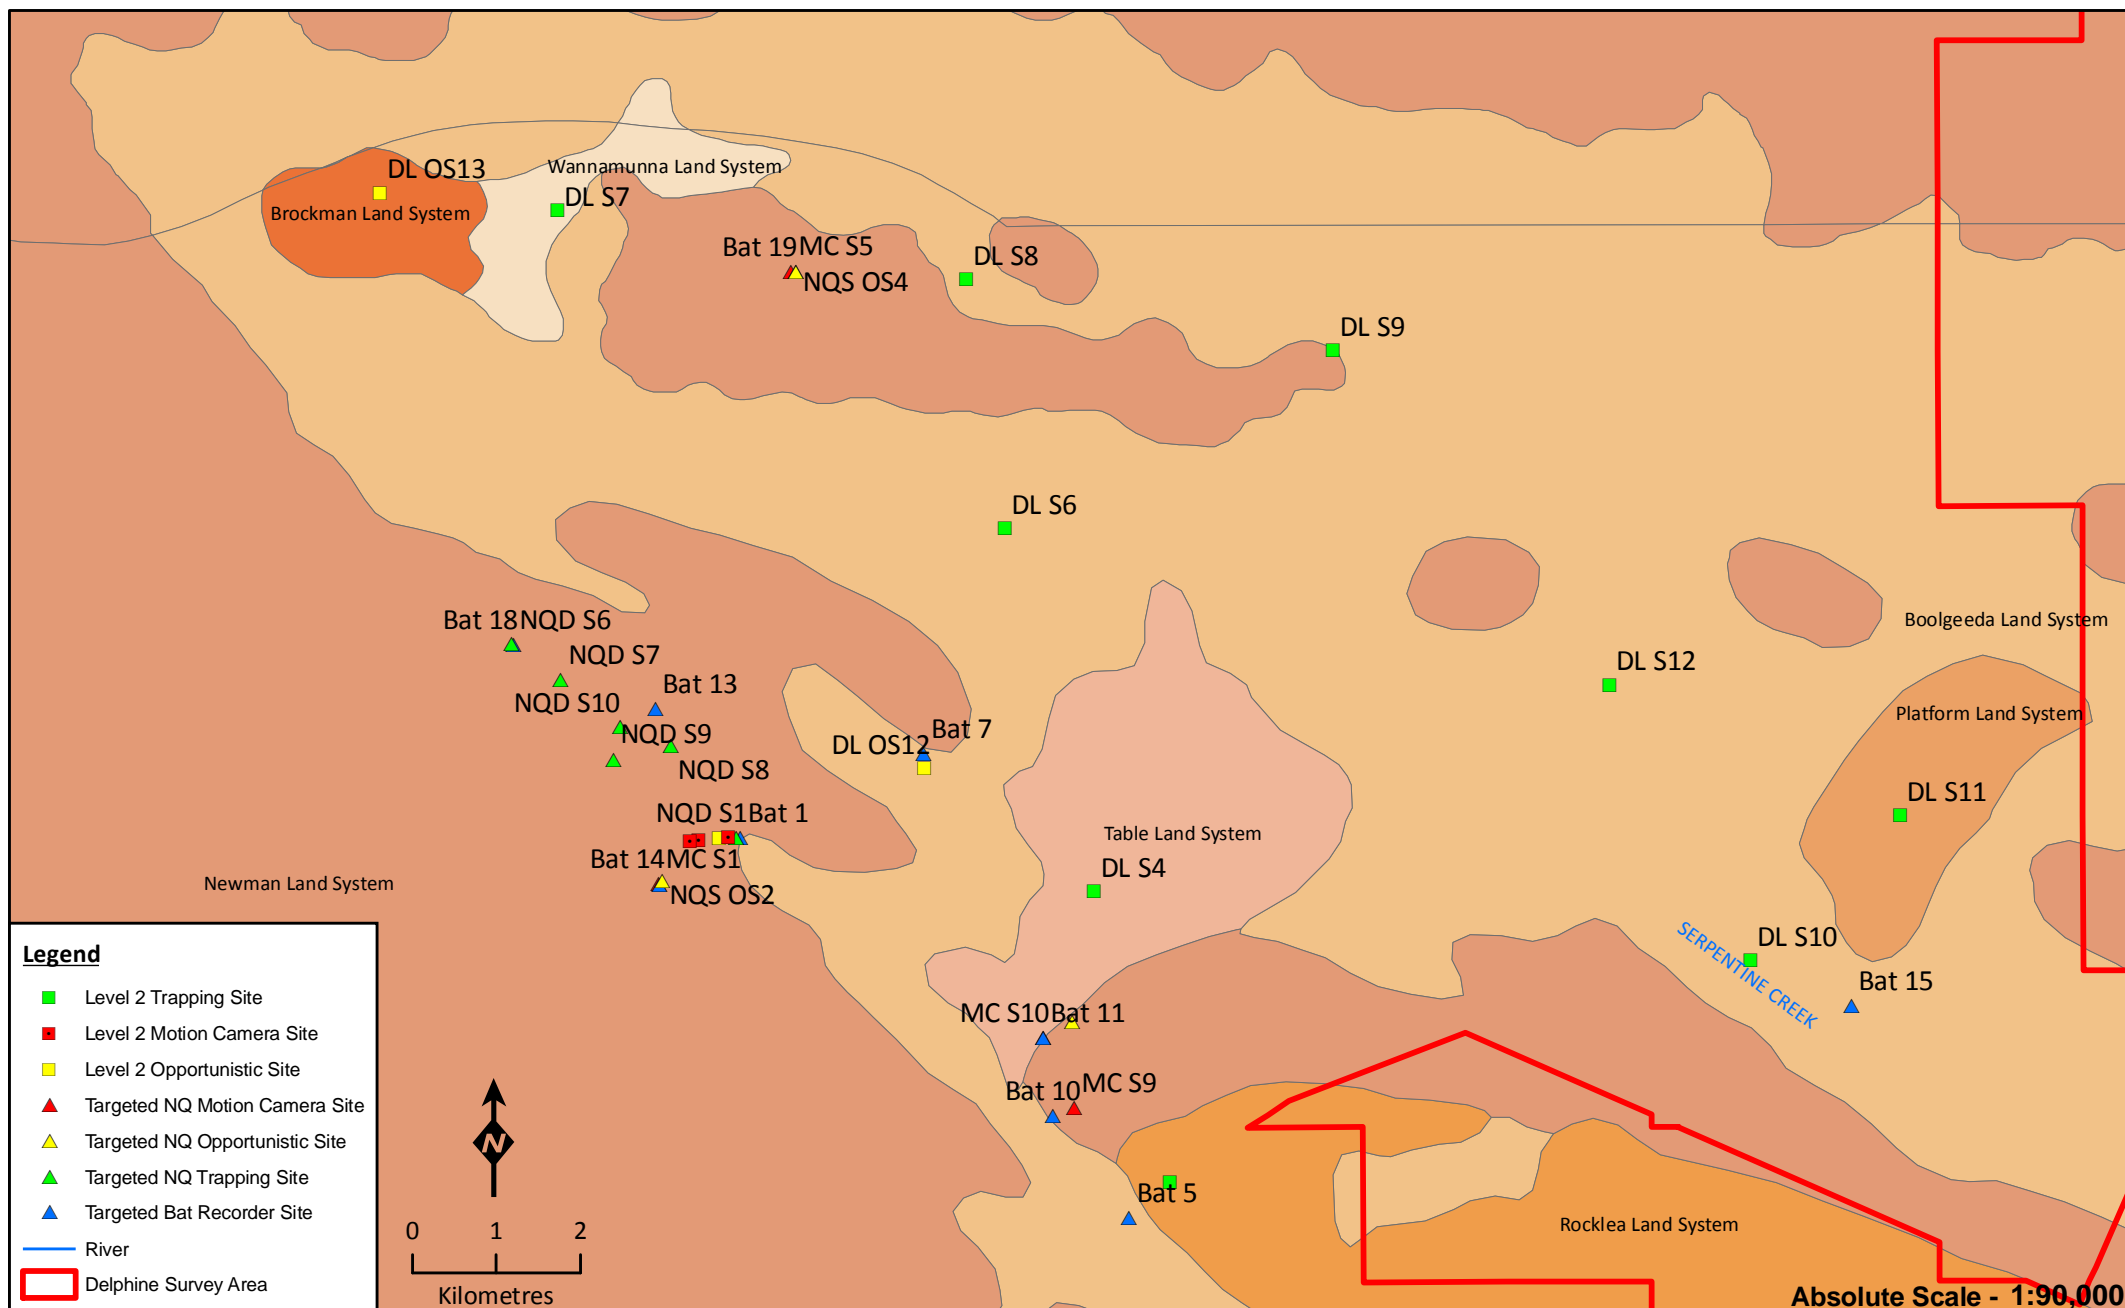 Wannamunna Land System
DL OS13
DL S7
Brockman Land System
Bat 19MC S5
NQS OS4
DL S8
DL S9
DL S6
Bat 18NQD S6
NQD S7
Boolgeeda Land System
DL S12
Bat 13
NQD S10
Platform Land System
NQD S9
Bat 7
DL OS12
NQD S8
DL S11
NQD S1Bat 1
Table Land System
Bat 14MC S1
DL S4
Newman Land System
NQS OS2
DL S10
SERPENTINE CREEK
Bat 15
MC S10Bat 11
Bat 10MC S9
Bat 5
Rocklea Land System
Legend
Level 2 Trapping Site
Level 2 Motion Camera Site
Level 2 Opportunistic Site
Targeted NQ Motion Camera Site
Targeted NQ Opportunistic Site
Targeted NQ Trapping Site
Targeted Bat Recorder Site
River
Delphine Survey Area
N
0 1 2
Kilometres
Absolute Scale - 1:90,000